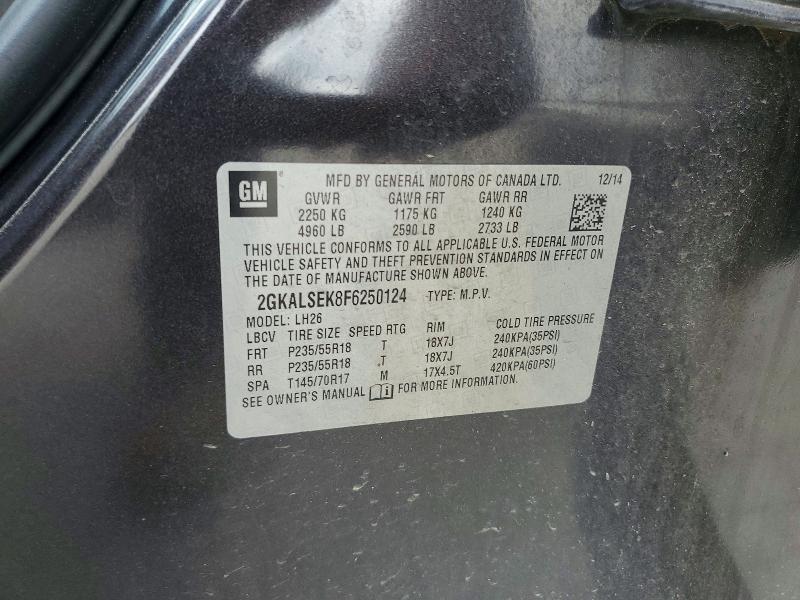 GM
MFD BY GENERAL MOTORS OF CANADA LTD. 12/14
GVWR GAWR FRT GAWR RR
2250 KG 1175 KG 1240 KG
4960 LB 2590 LB 2733 LB
THIS VEHICLE CONFORMS TO ALL APPLICABLE U.S. FEDERAL MOTOR
VEHICLE SAFETY AND THEFT PREVENTION STANDARDS IN EFFECT ON
THE DATE OF MANUFACTURE SHOWN ABOVE.
2GKALSEK8F6250124 TYPE: M.P.V.
MODEL: LH26
LBCV TIRE SIZE SPEED RTG RIM COLD TIRE PRESSURE
FRT P235/55R18 T 18X7J 240KPA(35PSI)
RR P235/55R18 T 18X7J 240KPA(35PSI)
SPA T145/70R17 M 17X4.5T 420KPA(60PSI)
SEE OWNER'S MANUAL FOR MORE INFORMATION.